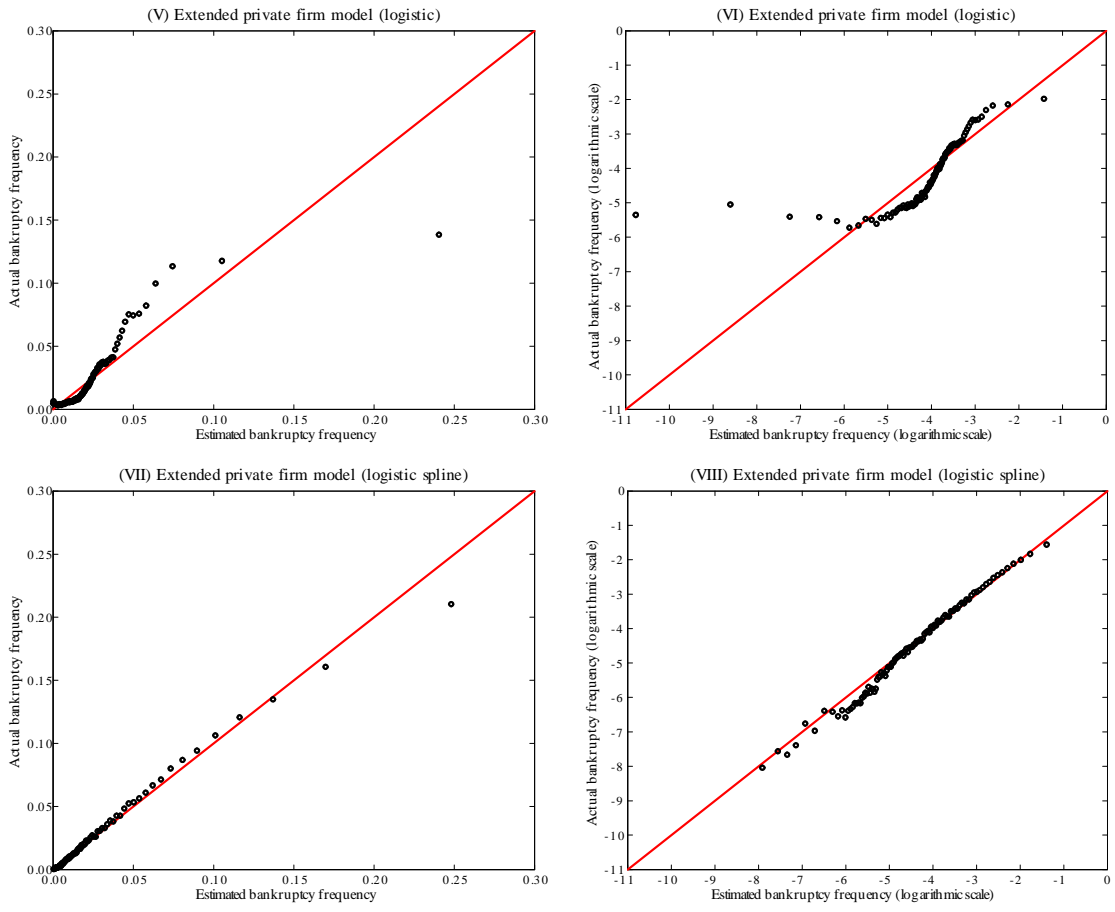 (V) Extended private firm model (logistic)
0.30
0.25
0.20
0.15
0.10
0.05
0.00
Actual bankruptcy frequency
0.00 0.05 0.10 0.15 0.20 0.25 0.30
Estimated bankruptcy frequency
(VI) Extended private firm model (logistic)
0
-1
-2
-3
-4
-5
-6
-7
-8
-9
-10
-11
Actual bankruptcy frequency (logarithmic scale)
-11 -10 -9 -8 -7 -6 -5 -4 -3 -2 -1 0
Estimated bankruptcy frequency (logarithmic scale)
(VII) Extended private firm model (logistic spline)
0.30
0.25
0.20
0.15
0.10
0.05
0.00
Actual bankruptcy frequency
0.00 0.05 0.10 0.15 0.20 0.25 0.30
Estimated bankruptcy frequency
(VIII) Extended private firm model (logistic spline)
0
-1
-2
-3
-4
-5
-6
-7
-8
-9
-10
-11
Actual bankruptcy frequency (logarithmic scale)
-11 -10 -9 -8 -7 -6 -5 -4 -3 -2 -1 0
Estimated bankruptcy frequency (logarithmic scale)